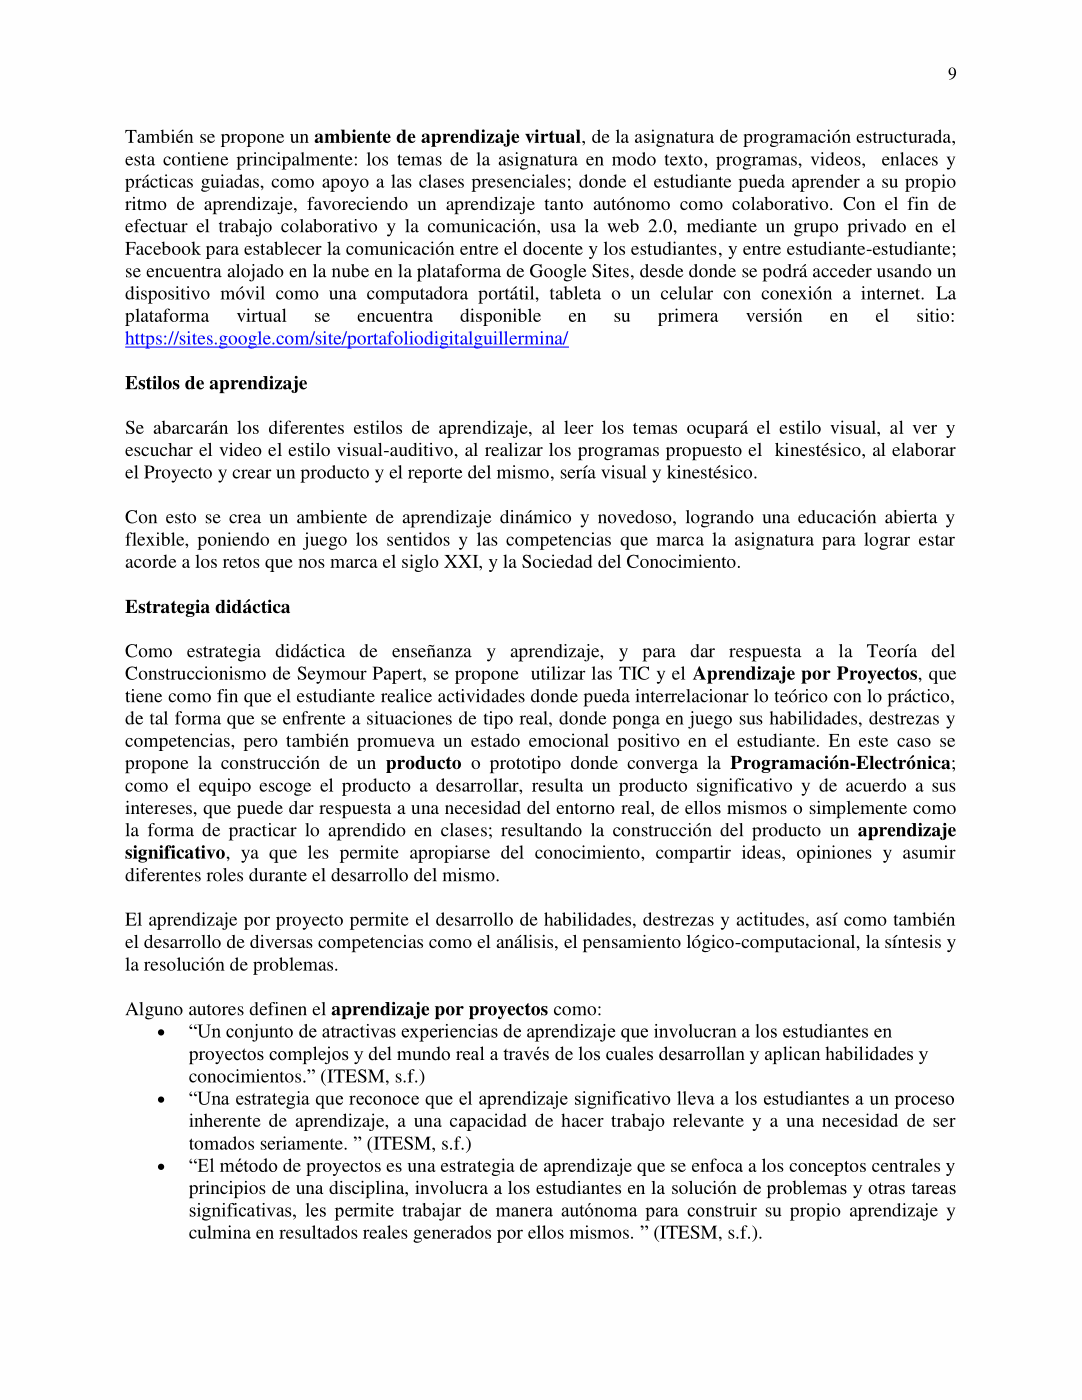 9
También se propone un ambiente de aprendizaje virtual, de la asignatura de programación estructurada,
esta contiene principalmente: los temas de la asignatura en modo texto, programas, videos,  enlaces y
prácticas guiadas, como apoyo a las clases presenciales; donde el estudiante pueda aprender a su propio
ritmo de aprendizaje, favoreciendo un aprendizaje tanto autónomo como colaborativo. Con el fin de
efectuar el trabajo colaborativo y la comunicación, usa la web 2.0, mediante un grupo privado en el
Facebook para establecer la comunicación entre el docente y los estudiantes, y entre estudiante-estudiante;
se encuentra alojado en la nube en la plataforma de Google Sites, desde donde se podrá acceder usando un
dispositivo móvil como una computadora portátil, tableta o un celular con conexión a internet. La
plataforma virtual se encuentra disponible en su primera versión en el sitio:
https://sites.google.com/site/portafoliodigitalguillermina/
Estilos de aprendizaje
Se abarcarán los diferentes estilos de aprendizaje, al leer los temas ocupará el estilo visual, al ver y
escuchar el video el estilo visual-auditivo, al realizar los programas propuesto el  kinestésico, al elaborar
el Proyecto y crear un producto y el reporte del mismo, sería visual y kinestésico.
Con esto se crea un ambiente de aprendizaje dinámico y novedoso, logrando una educación abierta y
flexible, poniendo en juego los sentidos y las competencias que marca la asignatura para lograr estar
acorde a los retos que nos marca el siglo XXI, y la Sociedad del Conocimiento.
Estrategia didáctica
Como estrategia didáctica de enseñanza y aprendizaje, y para dar respuesta a la Teoría del
Construccionismo de Seymour Papert, se propone  utilizar las TIC y el Aprendizaje por Proyectos, que
tiene como fin que el estudiante realice actividades donde pueda interrelacionar lo teórico con lo práctico,
de tal forma que se enfrente a situaciones de tipo real, donde ponga en juego sus habilidades, destrezas y
competencias, pero también promueva un estado emocional positivo en el estudiante. En este caso se
propone la construcción de un producto o prototipo donde converga la Programación-Electrónica;
como el equipo escoge el producto a desarrollar, resulta un producto significativo y de acuerdo a sus
intereses, que puede dar respuesta a una necesidad del entorno real, de ellos mismos o simplemente como
la forma de practicar lo aprendido en clases; resultando la construcción del producto un aprendizaje
significativo, ya que les permite apropiarse del conocimiento, compartir ideas, opiniones y asumir
diferentes roles durante el desarrollo del mismo.
El aprendizaje por proyecto permite el desarrollo de habilidades, destrezas y actitudes, así como también
el desarrollo de diversas competencias como el análisis, el pensamiento lógico-computacional, la síntesis y
la resolución de problemas.
Alguno autores definen el aprendizaje por proyectos como:
• “Un conjunto de atractivas experiencias de aprendizaje que involucran a los estudiantes en
proyectos complejos y del mundo real a través de los cuales desarrollan y aplican habilidades y
conocimientos.” (ITESM, s.f.)
• “Una estrategia que reconoce que el aprendizaje significativo lleva a los estudiantes a un proceso
inherente de aprendizaje, a una capacidad de hacer trabajo relevante y a una necesidad de ser
tomados seriamente. ” (ITESM, s.f.)
• “El método de proyectos es una estrategia de aprendizaje que se enfoca a los conceptos centrales y
principios de una disciplina, involucra a los estudiantes en la solución de problemas y otras tareas
significativas, les permite trabajar de manera autónoma para construir su propio aprendizaje y
culmina en resultados reales generados por ellos mismos. ” (ITESM, s.f.).